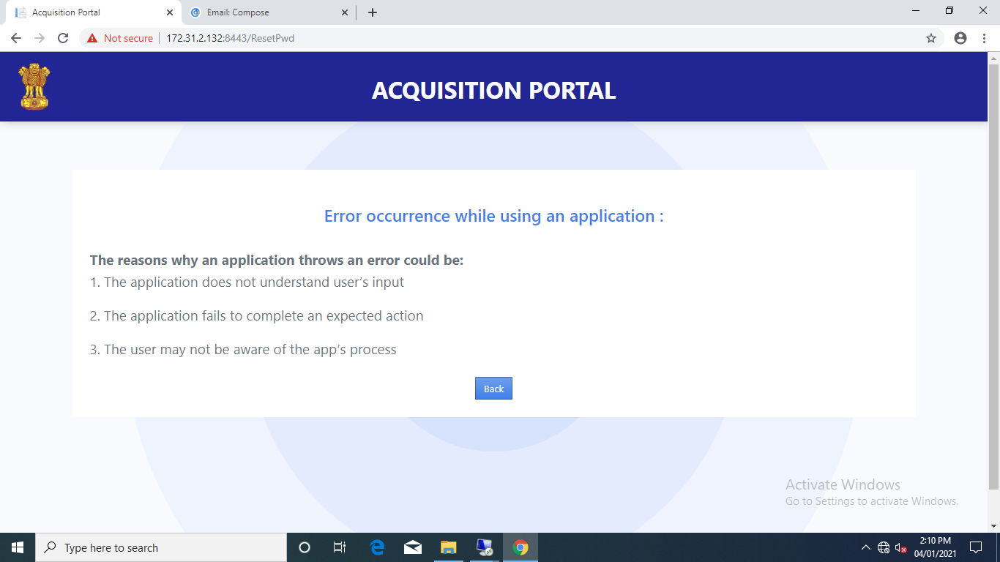 Acquisition Portal
Email: Compose
Not secure
172.31.2.132:8443/ResetPwd
ACQUISITION PORTAL
Error occurrence while using an application :
The reasons why an application throws an error could be:
1. The application does not understand user's input
2. The application fails to complete an expected action
3. The user may not be aware of the app's process
Back
Activate Windows
Go to Settings to activate Windows.
Type here to search
2:10 PM
04/01/2021